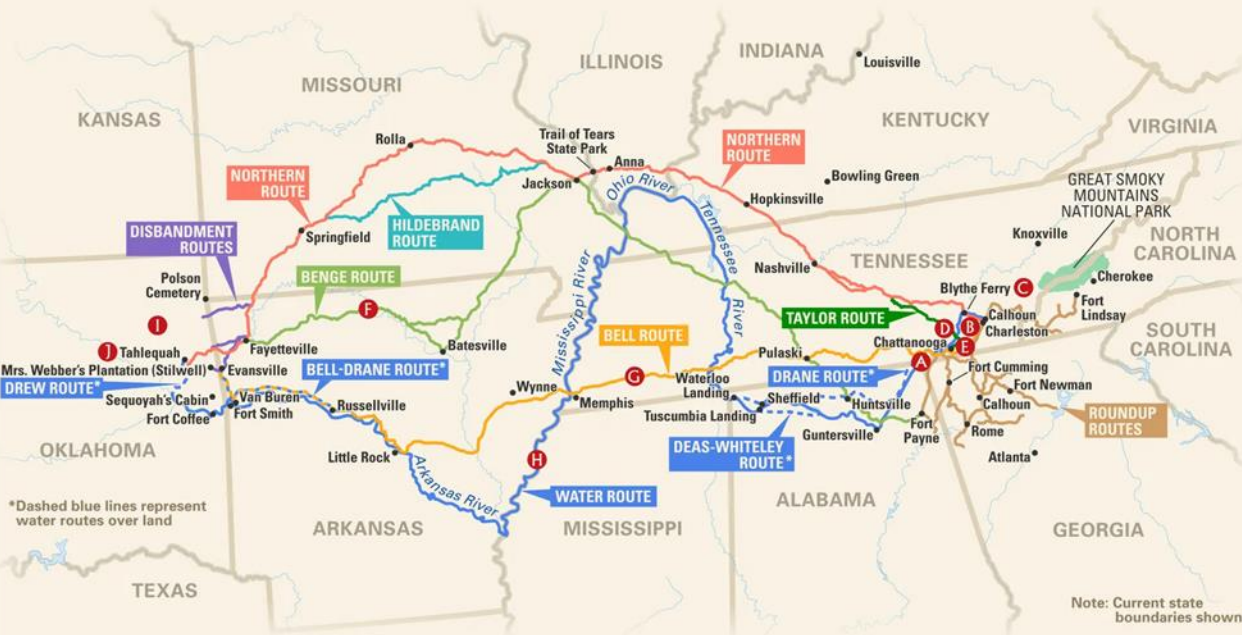 INDIANA
ILLINOIS
Louisville
MISSOURI
KANSAS
KENTUCKY
VIRGINIA
Rolla
Trail of Tears
State Park
Anna
NORTHERN
ROUTE
Jackson
Ohio River
Bowling Green
GREAT SMOKY
MOUNTAINS
NATIONAL PARK
NORTHERN
ROUTE
Hopkinsville
HILDEBRAND
ROUTE
Tennessee
River
Springfield
DISBANDMENT
ROUTES
Knoxville
NORTH
CAROLINA
Nashville
TENNESSEE
Cherokee
Polson
Cemetery
BENGE ROUTE
Mississippi River
Blythe Ferry
C
Fort
Lindsay
F
I
TAYLOR ROUTE
Calhoun
Charleston
D
B
E
Chattanooga
A
SOUTH
CAROLINA
BELL ROUTE
J
Tahlequah
Fayetteville
Batesville
Pulaski
Mrs. Webber's Plantation (Stilwell)
Evansville
BELL-DRANE ROUTE*
G
Waterloo
Landing
DRANE ROUTE*
Fort Cumming
Fort Newman
DREW ROUTE*
Wynne
Sequoyah's Cabin
Van Buren
Fort Smith
Fort Coffee
Russellville
Memphis
Sheffield
Tuscumbia Landing
Huntsville
Calhoun
ROUNDUP
ROUTES
Guntersville
Fort
Payne
Rome
OKLAHOMA
Little Rock
DEAS-WHITELEY
ROUTE*
Atlanta
H
Arkansas River
WATER ROUTE
ALABAMA
*Dashed blue lines represent
water routes over land
ARKANSAS
MISSISSIPPI
GEORGIA
TEXAS
Note: Current state
boundaries shown